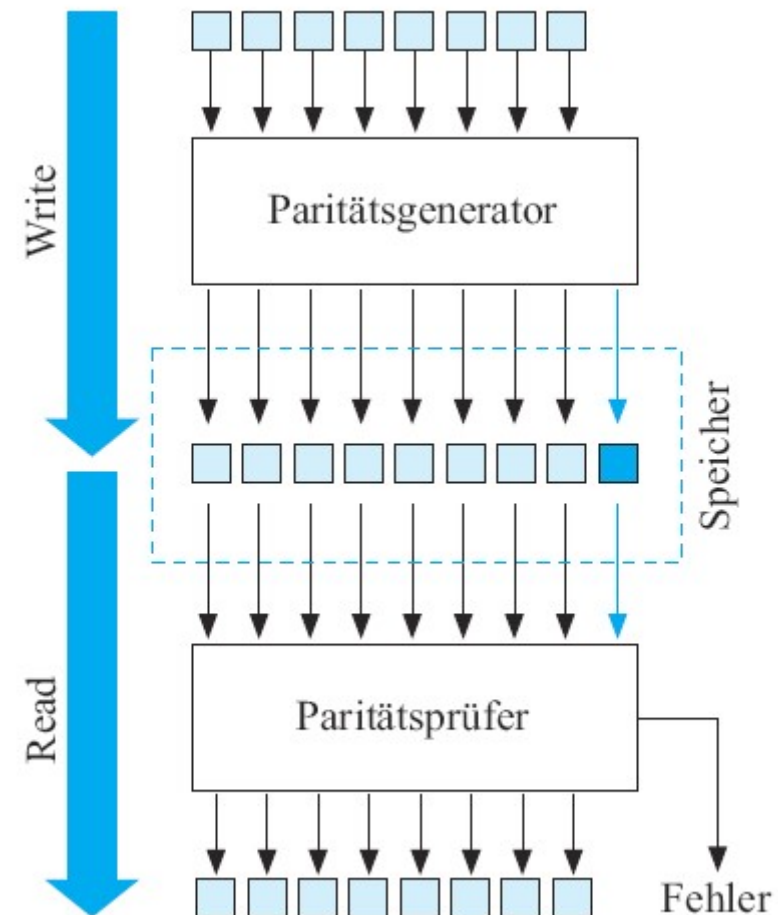 Write
Paritätsgenerator
Speicher
Read
Paritätsprüfer
Fehler